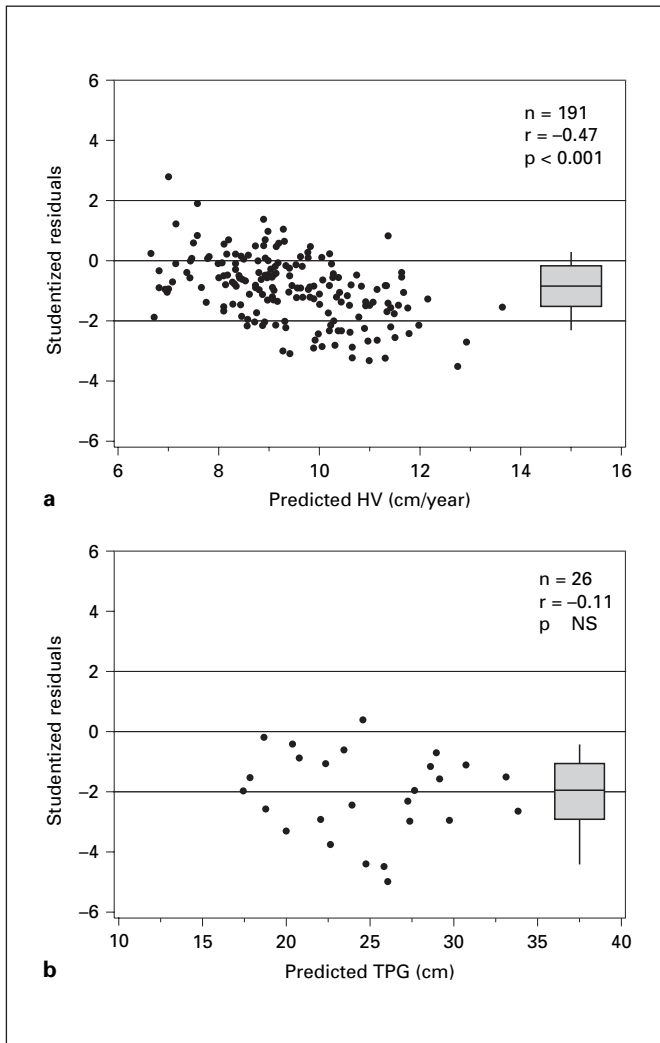 6
4
2
0
–2
–4
–6
Studentized residuals
n = 191
r = –0.47
p < 0.001
6 8 10 12 14 16
Predicted HV (cm/year)
a
6
4
2
0
–2
–4
–6
Studentized residuals
n = 26
r = –0.11
p NS
10 15 20 25 30 35 40
Predicted TPG (cm)
b